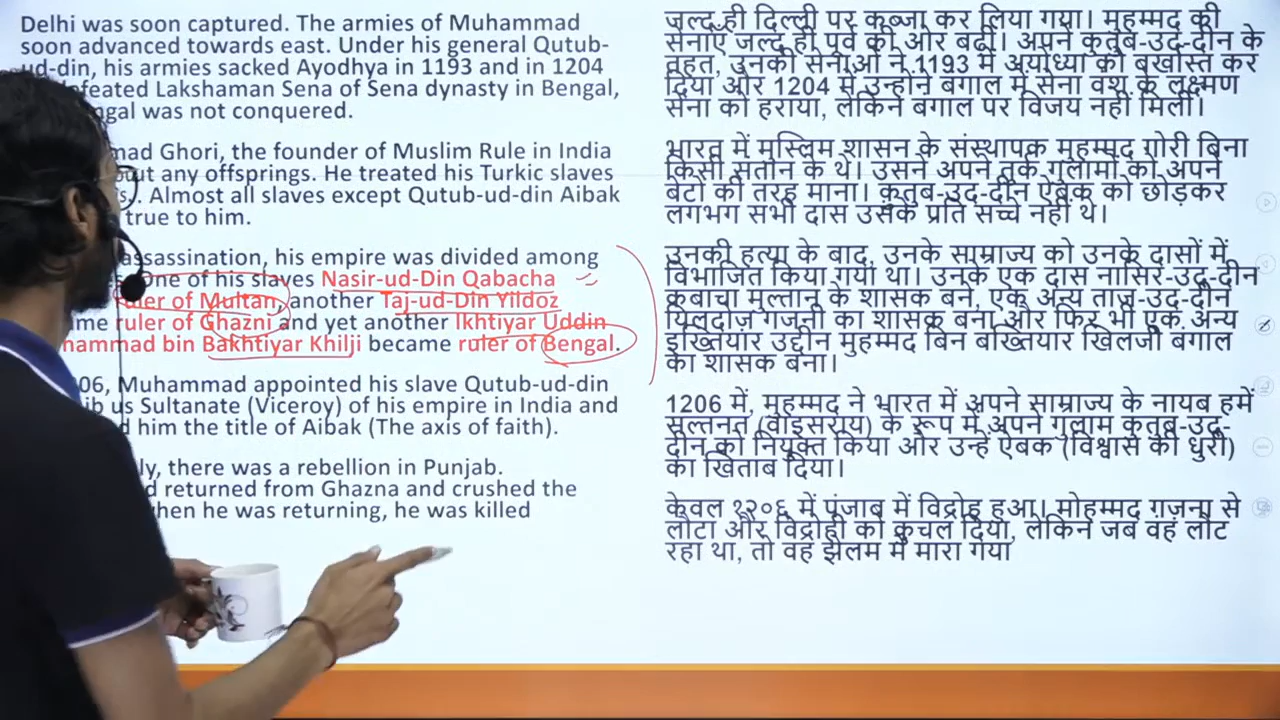 Delhi was soon captured. The armies of Muhammad
soon advanced towards east. Under his general Qutub-
ud-din, his armies sacked Ayodhya in 1193 and in 1204
efeated Lakshaman Sena of Sena dynasty in Bengal,
ngal was not conquered.
mad Ghori, the founder of Muslim Rule in India
out any offsprings. He treated his Turkic slaves
s. Almost all slaves except Qutub-ud-din Aibak
true to him.
assassination, his empire was divided among
One of his slaves Nasir-ud-Din Qabacha
ruler of Multan, another Taj-ud-Din Yildoz
me ruler of Ghazni and yet another Ikhtiyar Uddin
hammad bin Bakhtiyar Khilji became ruler of Bengal.
06, Muhammad appointed his slave Qutub-ud-din
ib us Sultanate (Viceroy) of his empire in India and
d him the title of Aibak (The axis of faith).
ly, there was a rebellion in Punjab.
d returned from Ghazna and crushed the
when he was returning, he was killed
जल्द ही दिल्ली पर कब्जा कर लिया गया। मुहम्मद की
सेनाएँ जल्द ही पूर्व की ओर बढ़ीं। अपने कुतुब-उद-दीन के
तहत, उनकी सेनाओं ने 1193 में अयोध्या को बर्खास्त कर
दिया और 1204 में उन्होंने बंगाल में सेना वंश के लक्ष्मण
सेना को हराया, लेकिन बंगाल पर विजय नहीं मिली।
भारत में मुस्लिम शासन के संस्थापक मुहम्मद गोरी बिना
किसी संतान के थे। उसने अपने तुर्क गुलामों को अपने
बेटों की तरह माना। कुतुब-उद-दीन ऐबक को छोड़कर
लगभग सभी दास उसके प्रति सच्चे नहीं थे।
उनकी हत्या के बाद, उनके साम्राज्य को उनके दासों में
विभाजित किया गया था। उनके एक दास नासिर-उद-दीन
क़बाचा मुल्तान के शासक बने, एक अन्य ताज-उद-दीन
यिलदोज़ गजनी का शासक बना और फिर भी एक अन्य
इख्तियार उद्दीन मुहम्मद बिन बख्तियार खिलजी बंगाल
का शासक बना।
1206 में, मुहम्मद ने भारत में अपने साम्राज्य के नायब हमें
सल्तनत (वाइसराय) के रूप में अपने गुलाम कुतुब-उद-
दीन को नियुक्त किया और उन्हें ऐबक (विश्वास की धुरी)
का खिताब दिया।
केवल १२०६ में पंजाब में विद्रोह हुआ। मोहम्मद ग़ज़ना से
लौटा और विद्रोही को कुचल दिया, लेकिन जब वह लौट
रहा था, तो वह झेलम में मारा गया